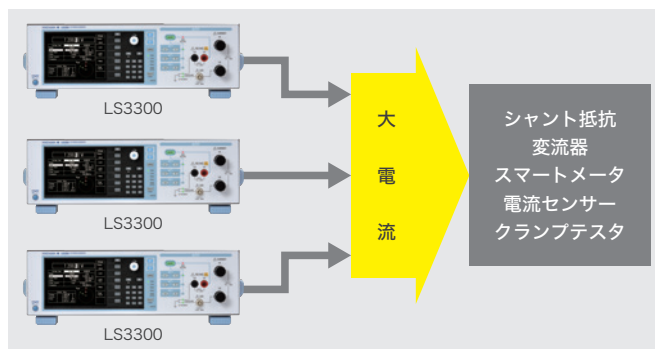 LS3300
LS3300
LS3300
大
電
流
シャント抵抗
変流器
スマートメータ
電流センサー
クランプテスタ